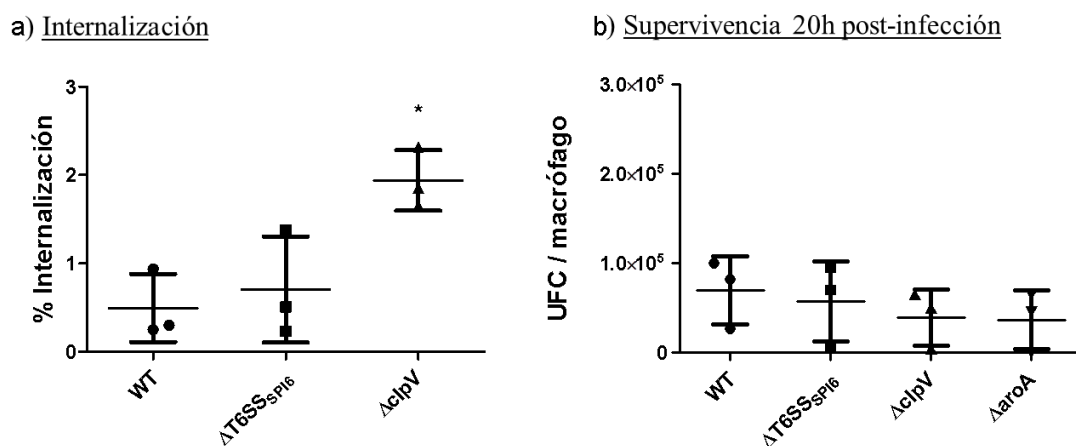 a) Internalización
3
2
1
0
% Internalización
*
WT
ΔT6SSSPI6
ΔclpV
b) Supervivencia 20h post-infección
3.0×10⁵
2.0×10⁵
1.0×10⁵
0
UFC / macrófago
WT
ΔT6SSSPI6
ΔclpV
ΔaroA